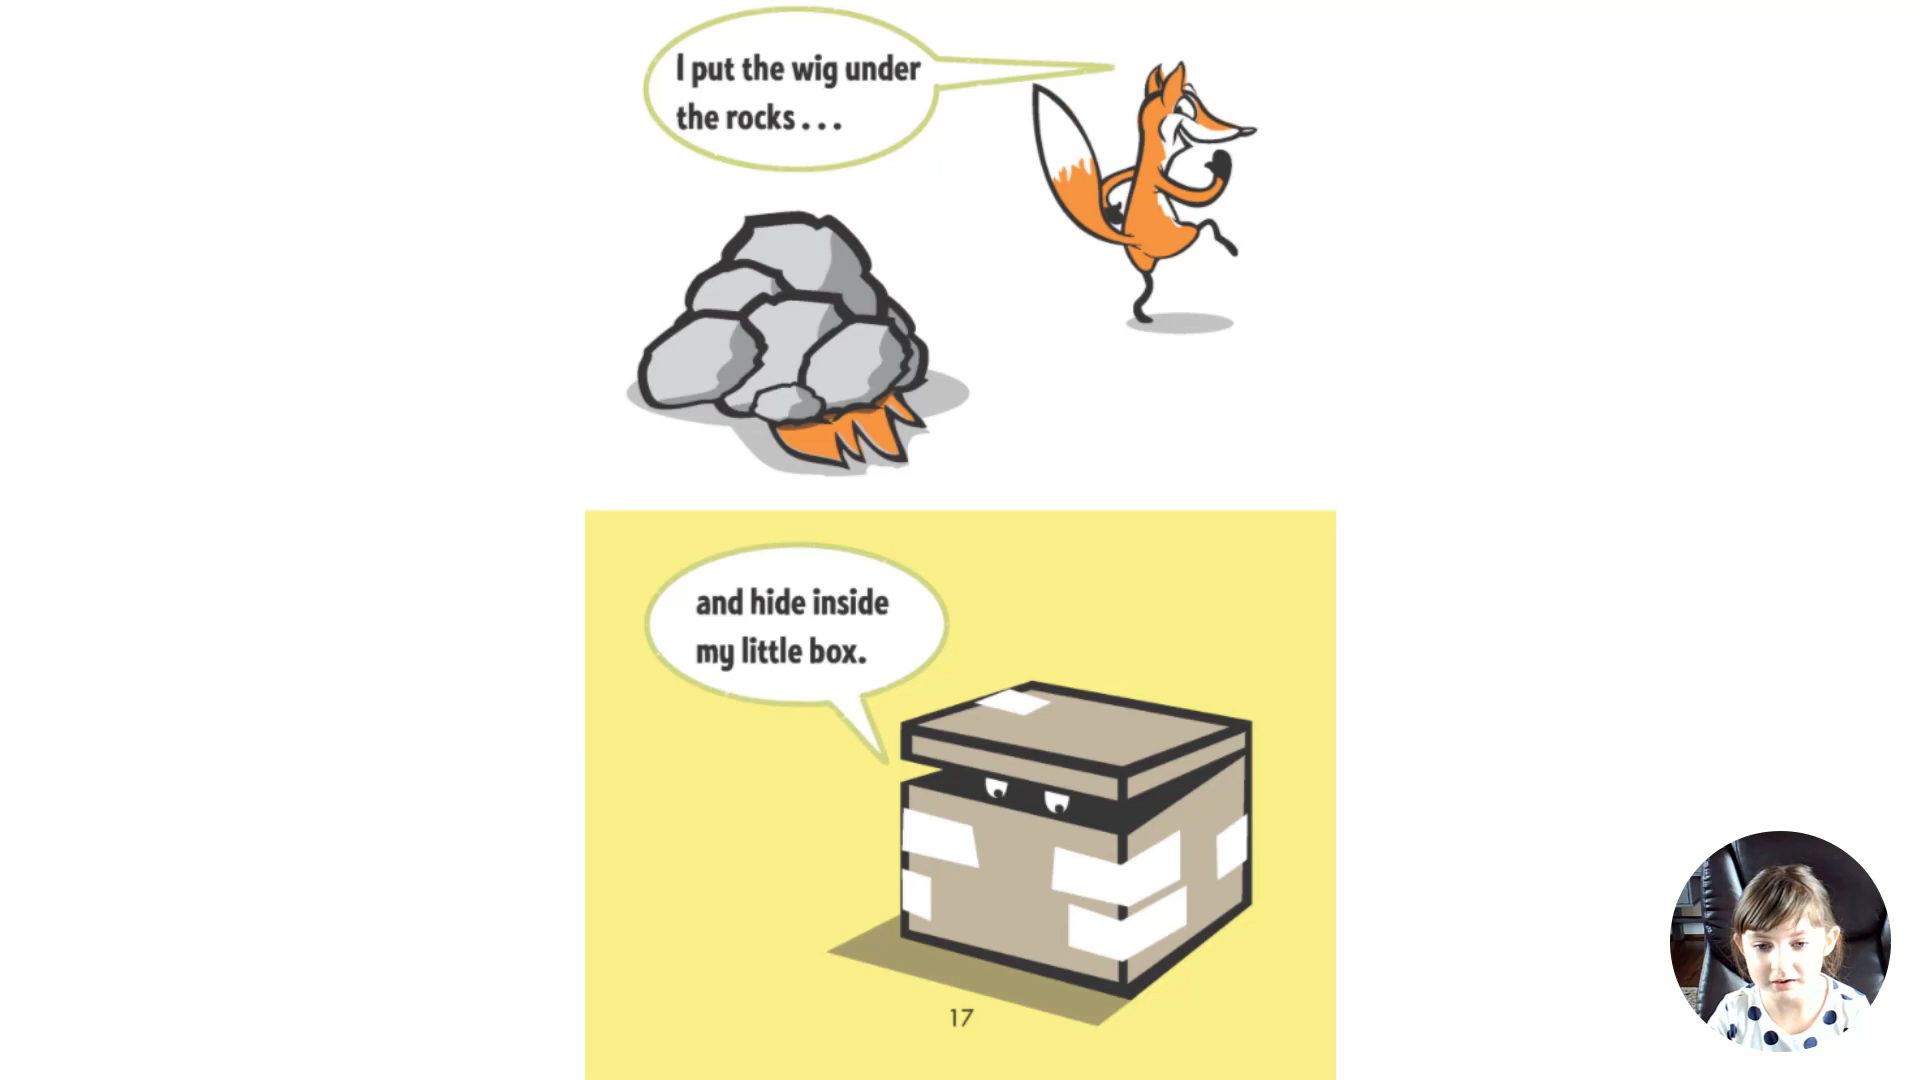 I put the wig under
the rocks . . .
and hide inside
my little box.
17